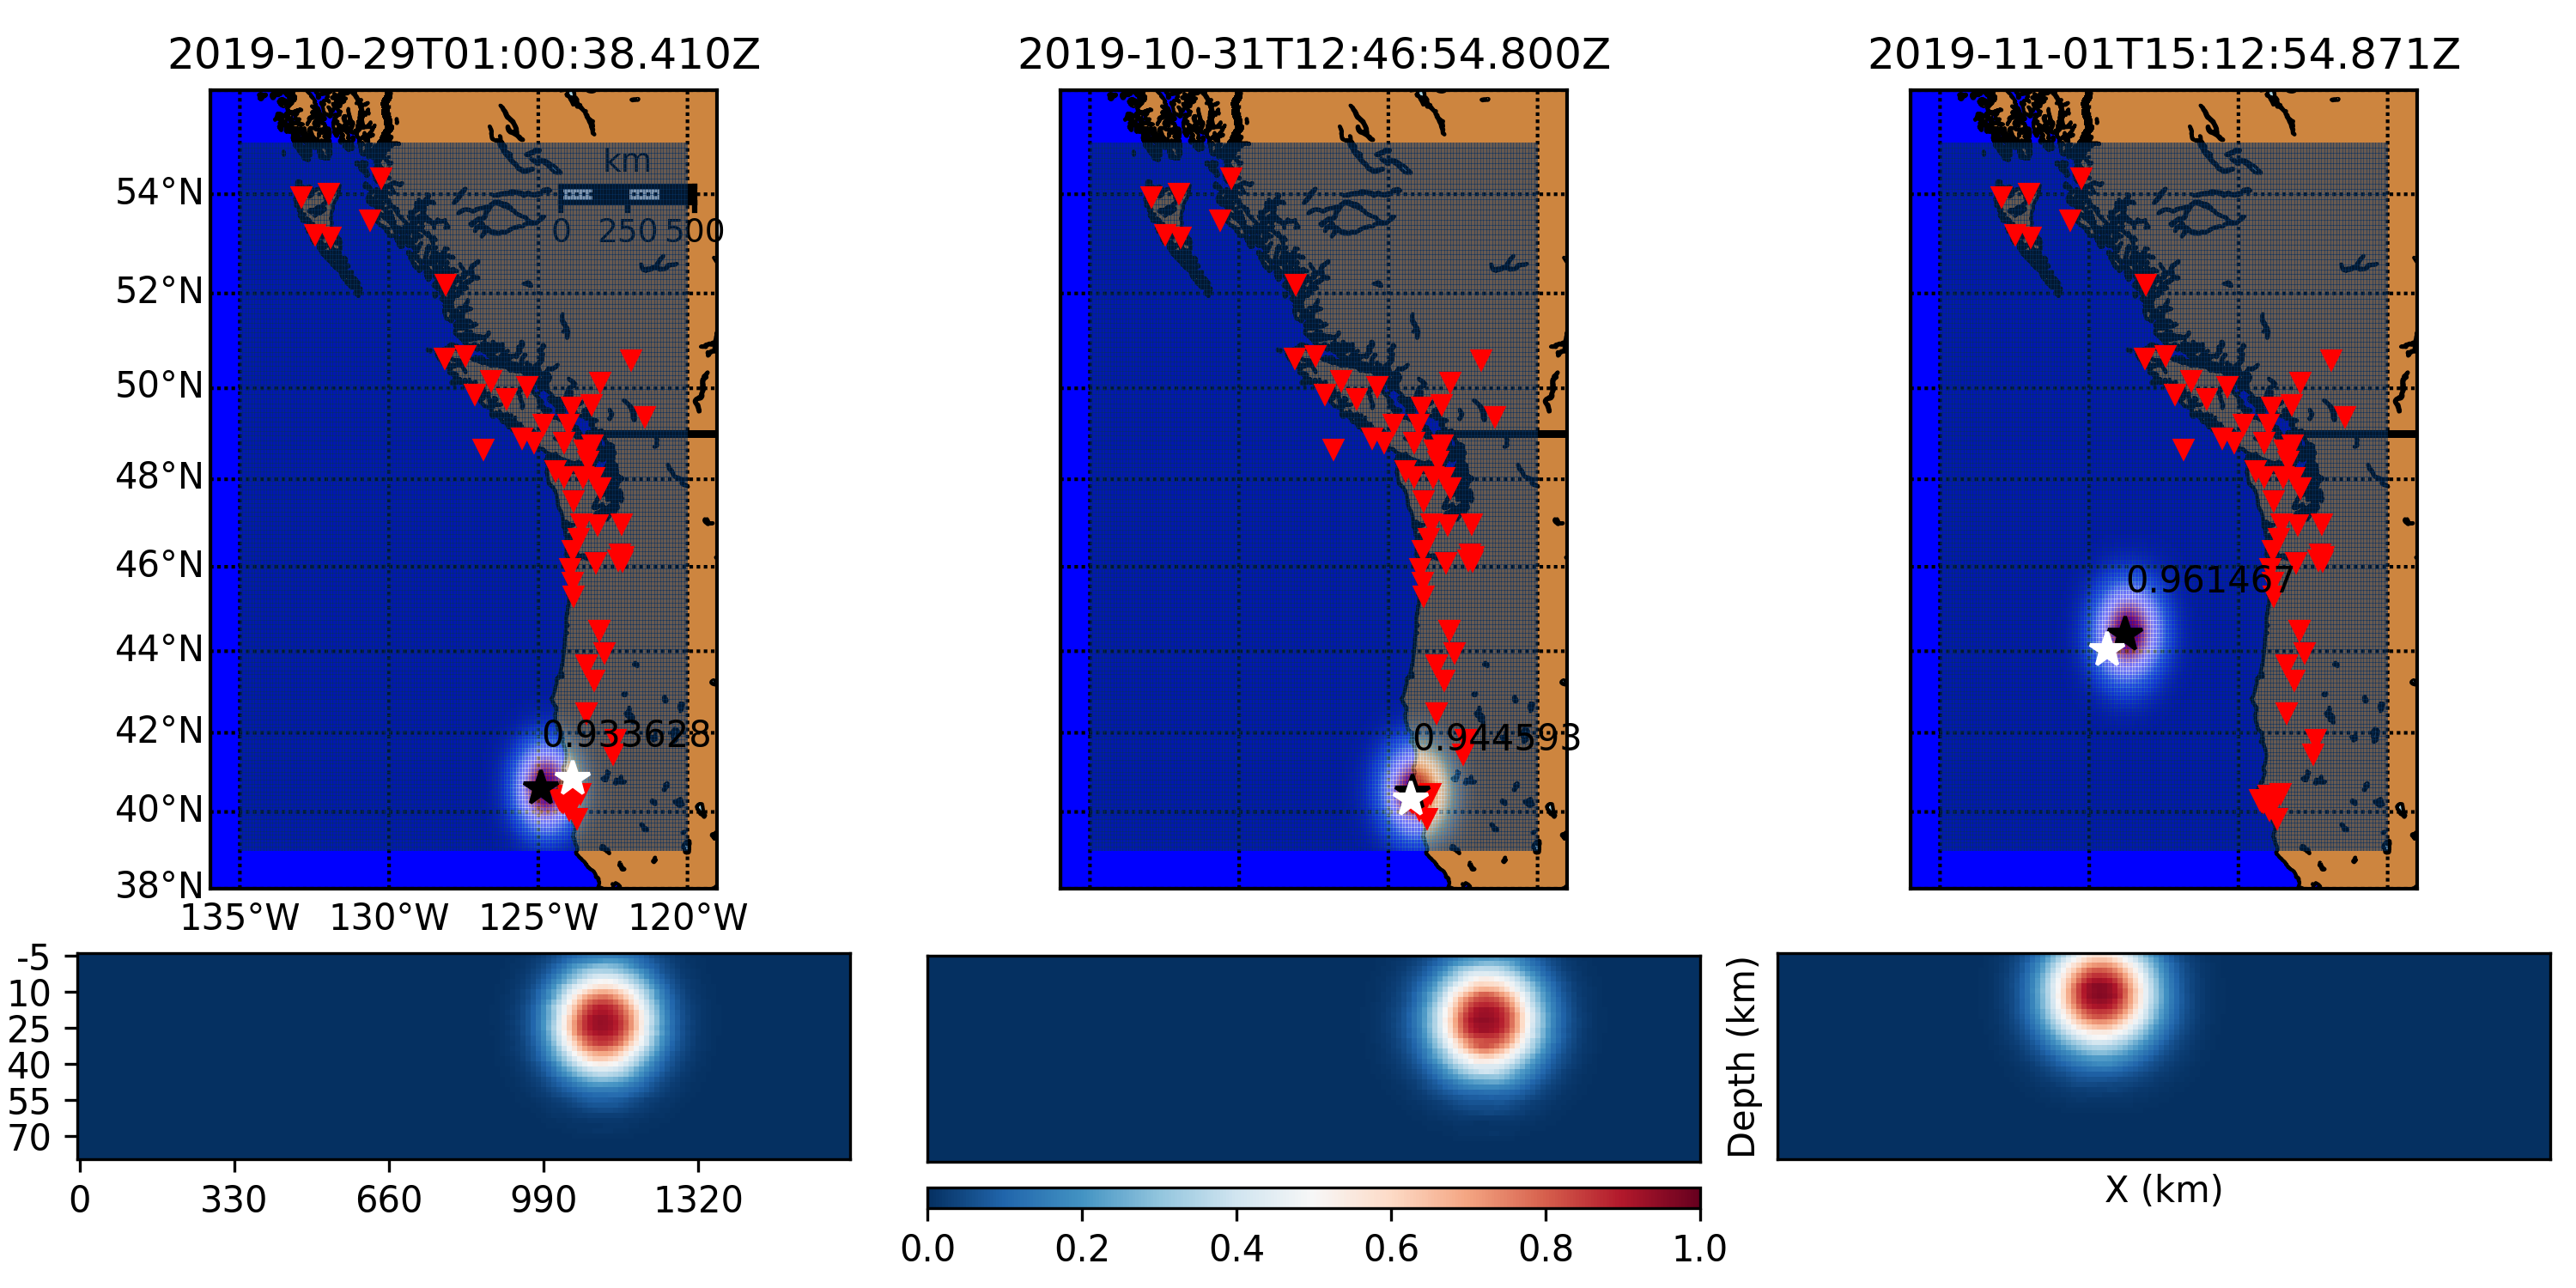 2019-10-29T01:00:38.410Z
2019-10-31T12:46:54.800Z
2019-11-01T15:12:54.871Z
km
0 250 500
54°N
52°N
50°N
48°N
46°N
44°N
42°N
40°N
38°N
135°W 130°W 125°W 120°W
0.933628
0.944593
0.961467
-5
10
25
40
55
70
0 330 660 990 1320
Depth (km)
X (km)
0.0 0.2 0.4 0.6 0.8 1.0